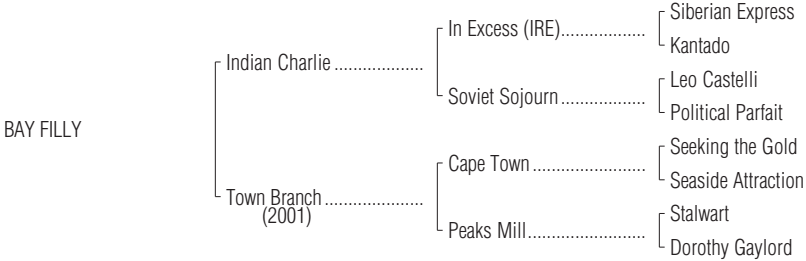 Siberian Express
In Excess (IRE)...................
Kantado
Indian Charlie ...................
Leo Castelli
Soviet Sojourn...................
Political Parfait
BAY FILLY
Seeking the Gold
Cape Town.........................
Seaside Attraction
Town Branch.....................
(2001)
Stalwart
Peaks Mill..........................
Dorothy Gaylord